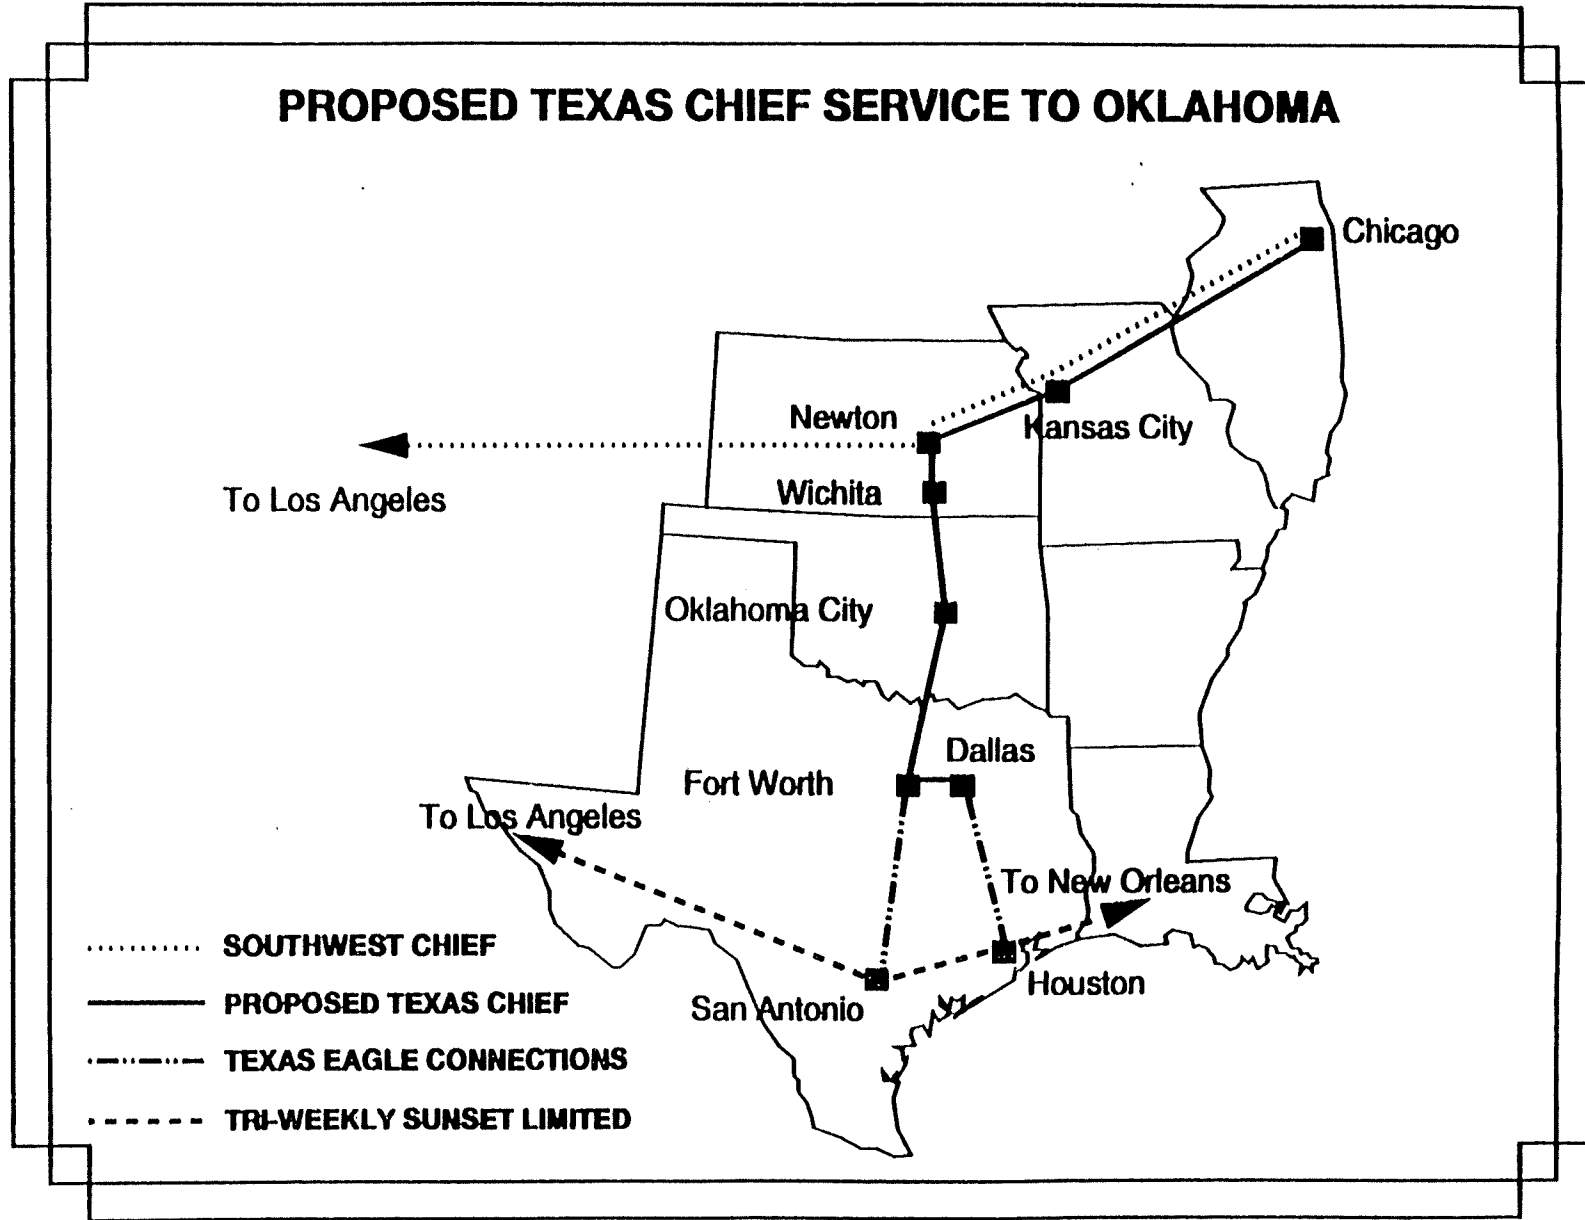 PROPOSED TEXAS CHIEF SERVICE TO OKLAHOMA
Chicago
Newton
Kansas City
To Los Angeles
Wichita
Oklahoma City
Dallas
Fort Worth
To Los Angeles
To New Orleans
Houston
San Antonio
SOUTHWEST CHIEF
PROPOSED TEXAS CHIEF
TEXAS EAGLE CONNECTIONS
TRI-WEEKLY SUNSET LIMITED